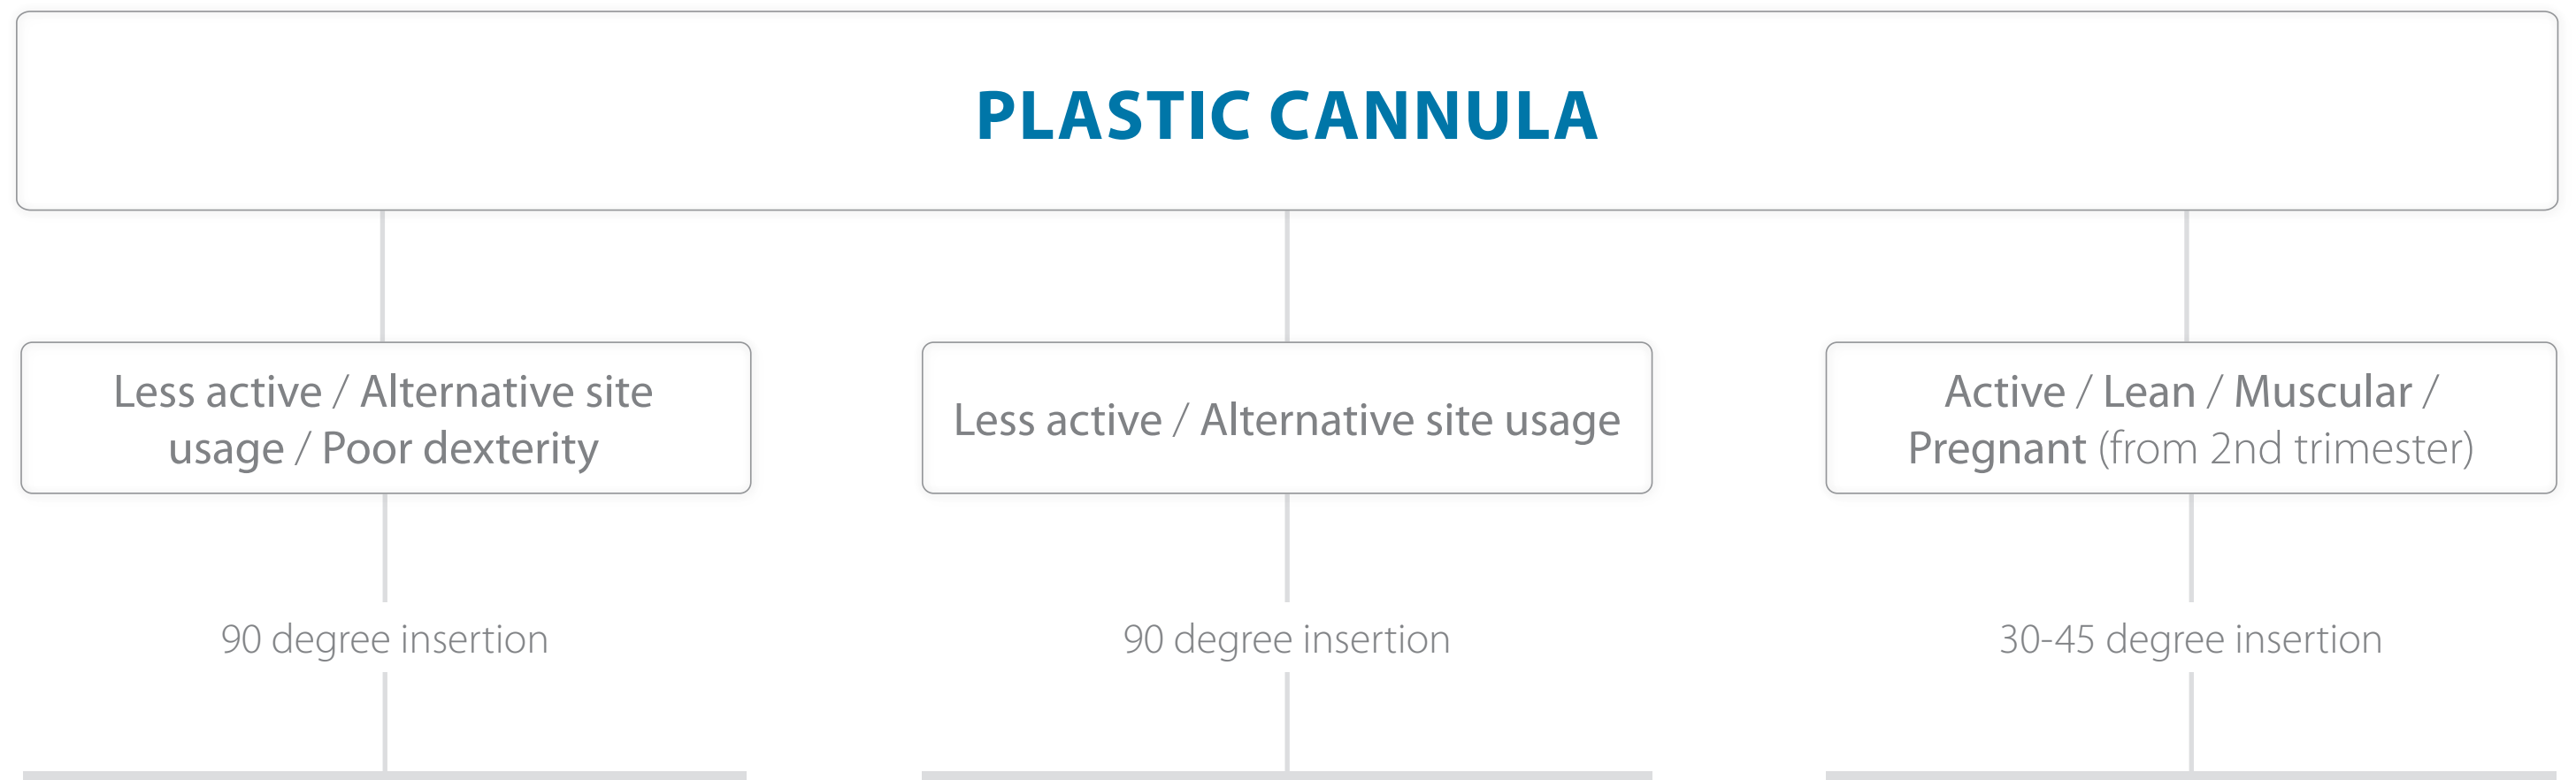 PLASTIC CANNULA
Less active / Alternative site
usage / Poor dexterity
Less active / Alternative site usage
Active / Lean / Muscular /
Pregnant (from 2nd trimester)
90 degree insertion
90 degree insertion
30-45 degree insertion